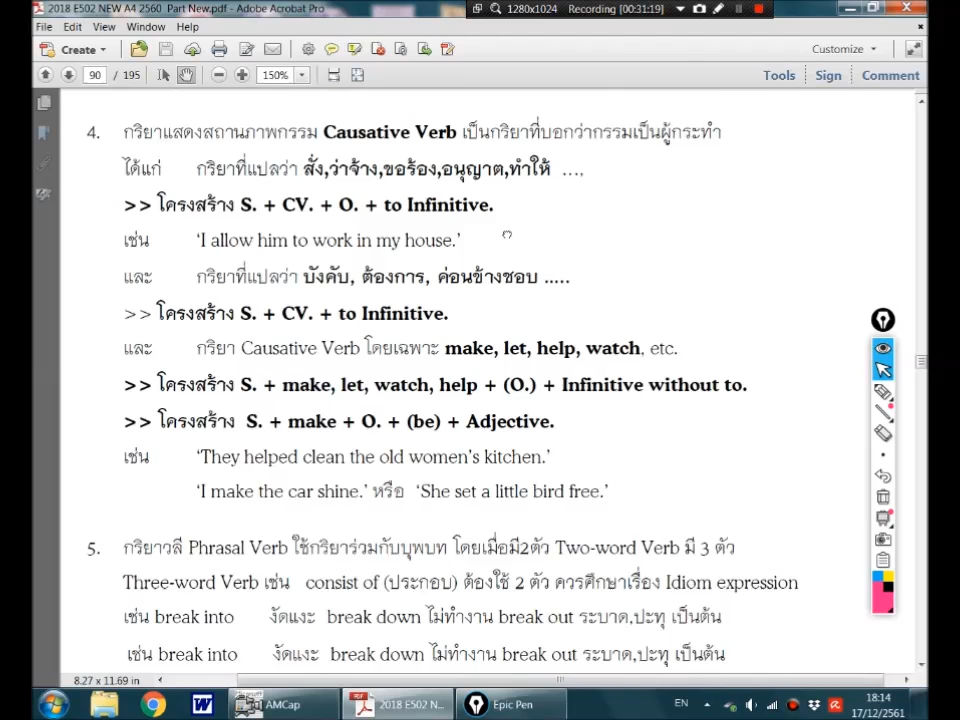 2018 E502 NEW A4 2560 Part New.pdf - Adobe Acrobat Pro
1280x1024 Recording [00:31:19]
File Edit View Window Help
Create
Customize
90 / 195 150% Tools Sign Comment
4. กริยาแสดงสถานภาพกรรม Causative Verb เป็นกริยาที่บอกว่ากรรมเป็นผู้กระทำ
ได้แก่ กริยาที่แปลว่า สั่ง,ว่าจ้าง,ขอร้อง,อนุญาต,ทำให้ ....
>> โครงสร้าง S. + CV. + O. + to Infinitive.
เช่น 'I allow him to work in my house.'
และ กริยาที่แปลว่า บังคับ, ต้องการ, ค่อนข้างชอบ .....
>> โครงสร้าง S. + CV. + to Infinitive.
และ กริยา Causative Verb โดยเฉพาะ make, let, help, watch, etc.
>> โครงสร้าง S. + make, let, watch, help + (O.) + Infinitive without to.
>> โครงสร้าง S. + make + O. + (be) + Adjective.
เช่น 'They helped clean the old women's kitchen.'
'I make the car shine.' หรือ 'She set a little bird free.'
5. กริยาวลี Phrasal Verb ใช้กริยาร่วมกับบุพบท โดยเมื่อมี2ตัว Two-word Verb มี 3 ตัว
Three-word Verb เช่น consist of (ประกอบ) ต้องใช้ 2 ตัว ควรศึกษาเรื่อง Idiom expression
เช่น break into งัดแงะ break down ไม่ทำงาน break out ระบาด,ปะทุ เป็นต้น
เช่น break into งัดแงะ break down ไม่ทำงาน break out ระบาด,ปะทุ เป็นต้น
8.27 x 11.69 in
AMCap 2018 E502 N... Epic Pen EN 18:14
17/12/2561